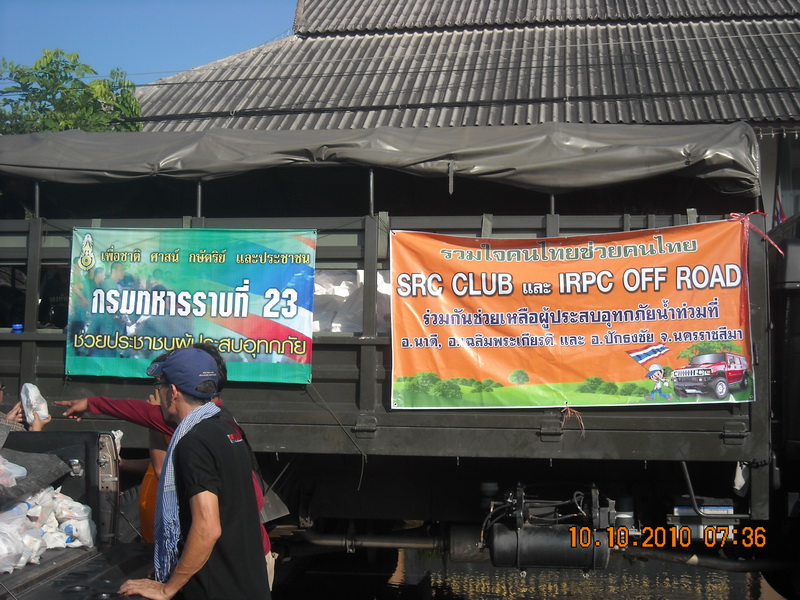 เพื่อชาติ ศาสน์ กษัตริย์ และประชาชน
กรมทหารราบที่ 23
ช่วยประชาชนผู้ประสบอุทกภัย
รวมใจคนไทยช่วยคนไทย
SRC CLUB และ IRPC OFF ROAD
ร่วมกันช่วยเหลือผู้ประสบอุทกภัยน้ำท่วมที่
อ.นาดี, อ.เฉลิมพระเกียรติ และ อ.ปักธงชัย จ.นครราชสีมา
10.10.2010 07:36